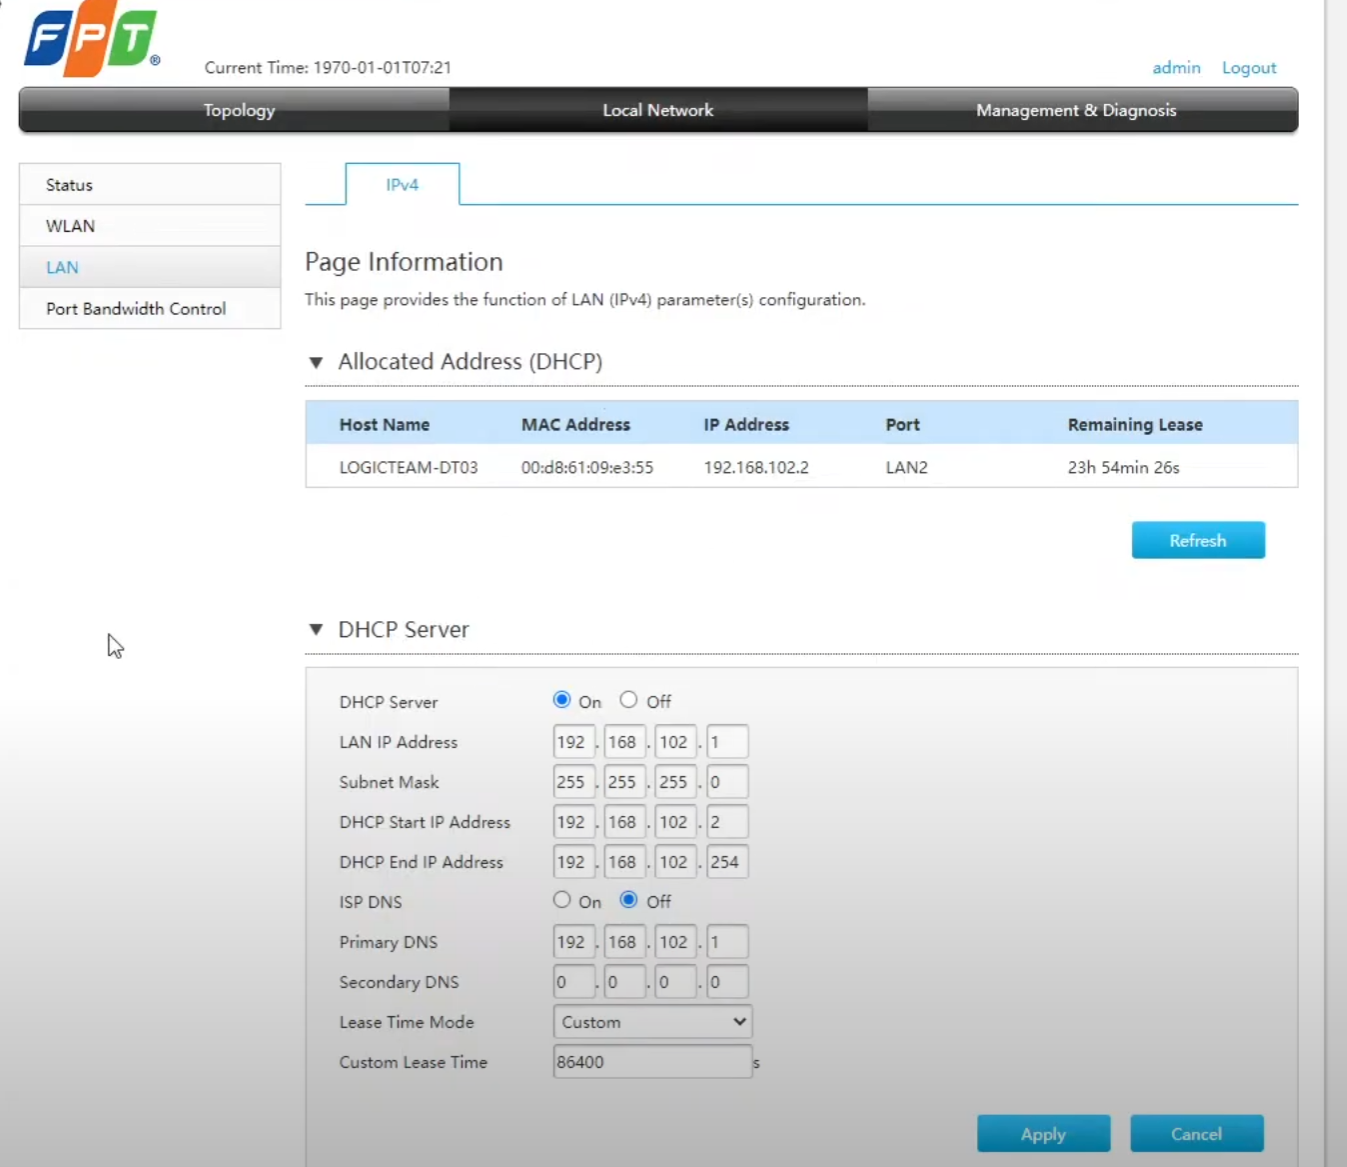 FPT®
Current Time: 1970-01-01T07:21
admin Logout
Topology Local Network Management & Diagnosis
Status
WLAN
LAN
Port Bandwidth Control
IPv4
Page Information
This page provides the function of LAN (IPv4) parameter(s) configuration.
▼ Allocated Address (DHCP)
Host Name MAC Address IP Address Port Remaining Lease
LOGICTEAM-DT03 00:d8:61:09:e3:55 192.168.102.2 LAN2 23h 54min 26s
Refresh
▼ DHCP Server
DHCP Server On Off
LAN IP Address 192 . 168 . 102 . 1
Subnet Mask 255 . 255 . 255 . 0
DHCP Start IP Address 192 . 168 . 102 . 2
DHCP End IP Address 192 . 168 . 102 . 254
ISP DNS On Off
Primary DNS 192 . 168 . 102 . 1
Secondary DNS 0 . 0 . 0 . 0
Lease Time Mode Custom
Custom Lease Time 86400 s
Apply Cancel